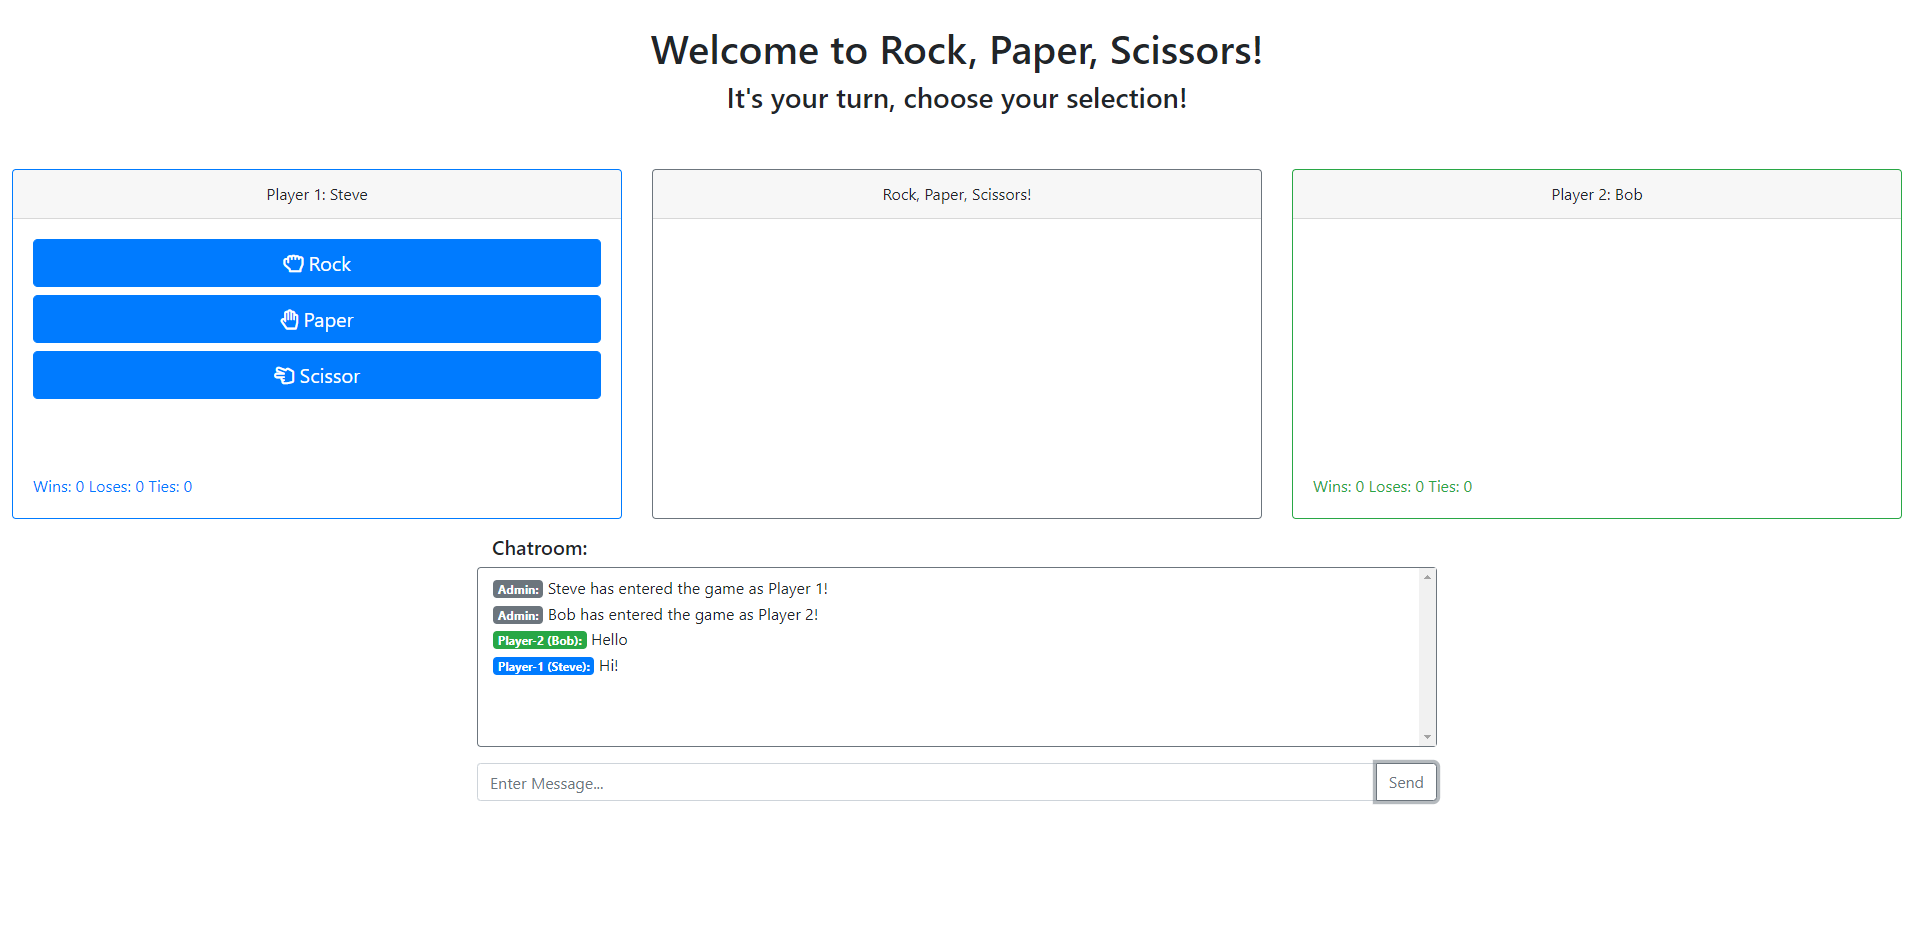 Welcome to Rock, Paper, Scissors!
It's your turn, choose your selection!
Player 1: Steve
Rock
Paper
Scissor
Wins: 0 Loses: 0 Ties: 0
Rock, Paper, Scissors!
Player 2: Bob
Wins: 0 Loses: 0 Ties: 0
Chatroom:
Admin: Steve has entered the game as Player 1!
Admin: Bob has entered the game as Player 2!
Player-2 (Bob): Hello
Player-1 (Steve): Hi!
Enter Message...
Send